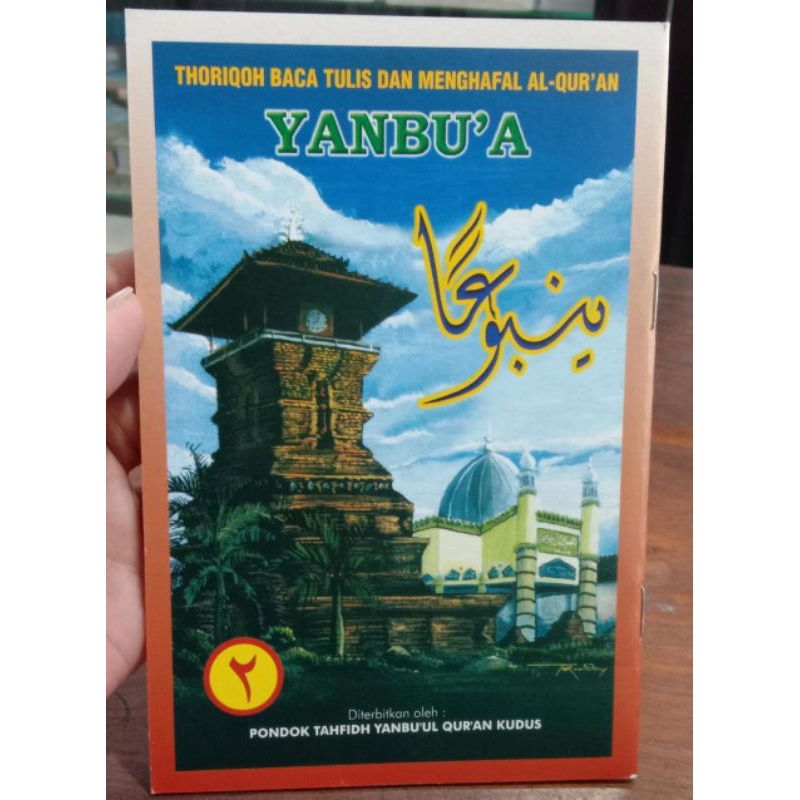 THORIQOH BACA TULIS DAN MENGHAFAL AL-QUR'AN
YANBU'A
ينبوعا
٢
Diterbitkan oleh :
PONDOK TAHFIDH YANBU'UL QUR'AN KUDUS